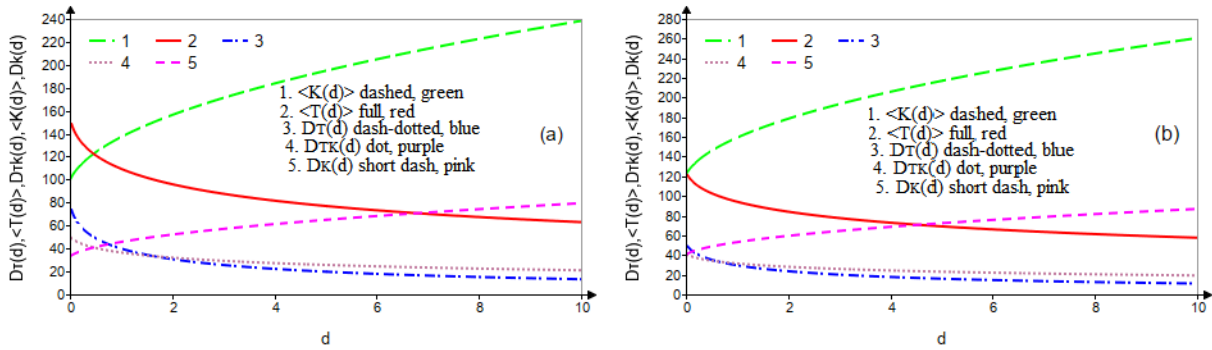 DT(d),<T(d)>,DTK(d),<K(d)>,DK(d)
240
220
200
180
160
140
120
100
80
60
40
20
0
1 2 3
4 5
1. <K(d)> dashed, green
2. <T(d)> full, red
3. DT(d) dash-dotted, blue
4. DTK(d) dot, purple
5. DK(d) short dash, pink
(a)
0 2 4 6 8 10
d
DT(d),<T(d)>,DTK(d),<K(d)>,DK(d)
280
260
240
220
200
180
160
140
120
100
80
60
40
20
0
1 2 3
4 5
1. <K(d)> dashed, green
2. <T(d)> full, red
3. DT(d) dash-dotted, blue
4. DTK(d) dot, purple
5. DK(d) short dash, pink
(b)
0 2 4 6 8 10
d